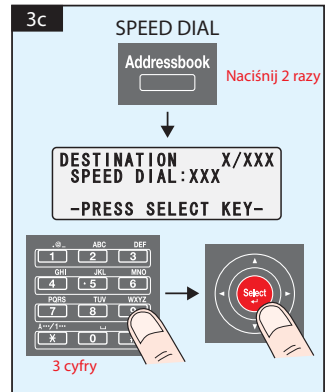 3c
SPEED DIAL
Addressbook
Naciśnij 2 razy
DESTINATION X/XXX
SPEED DIAL:XXX
-PRESS SELECT KEY-
.@_ ABC DEF
1 2 3
GHI JKL MNO
4 5 6
PQRS TUV WXYZ
7 8 9
A···/1···
* 0
Select
3 cyfry